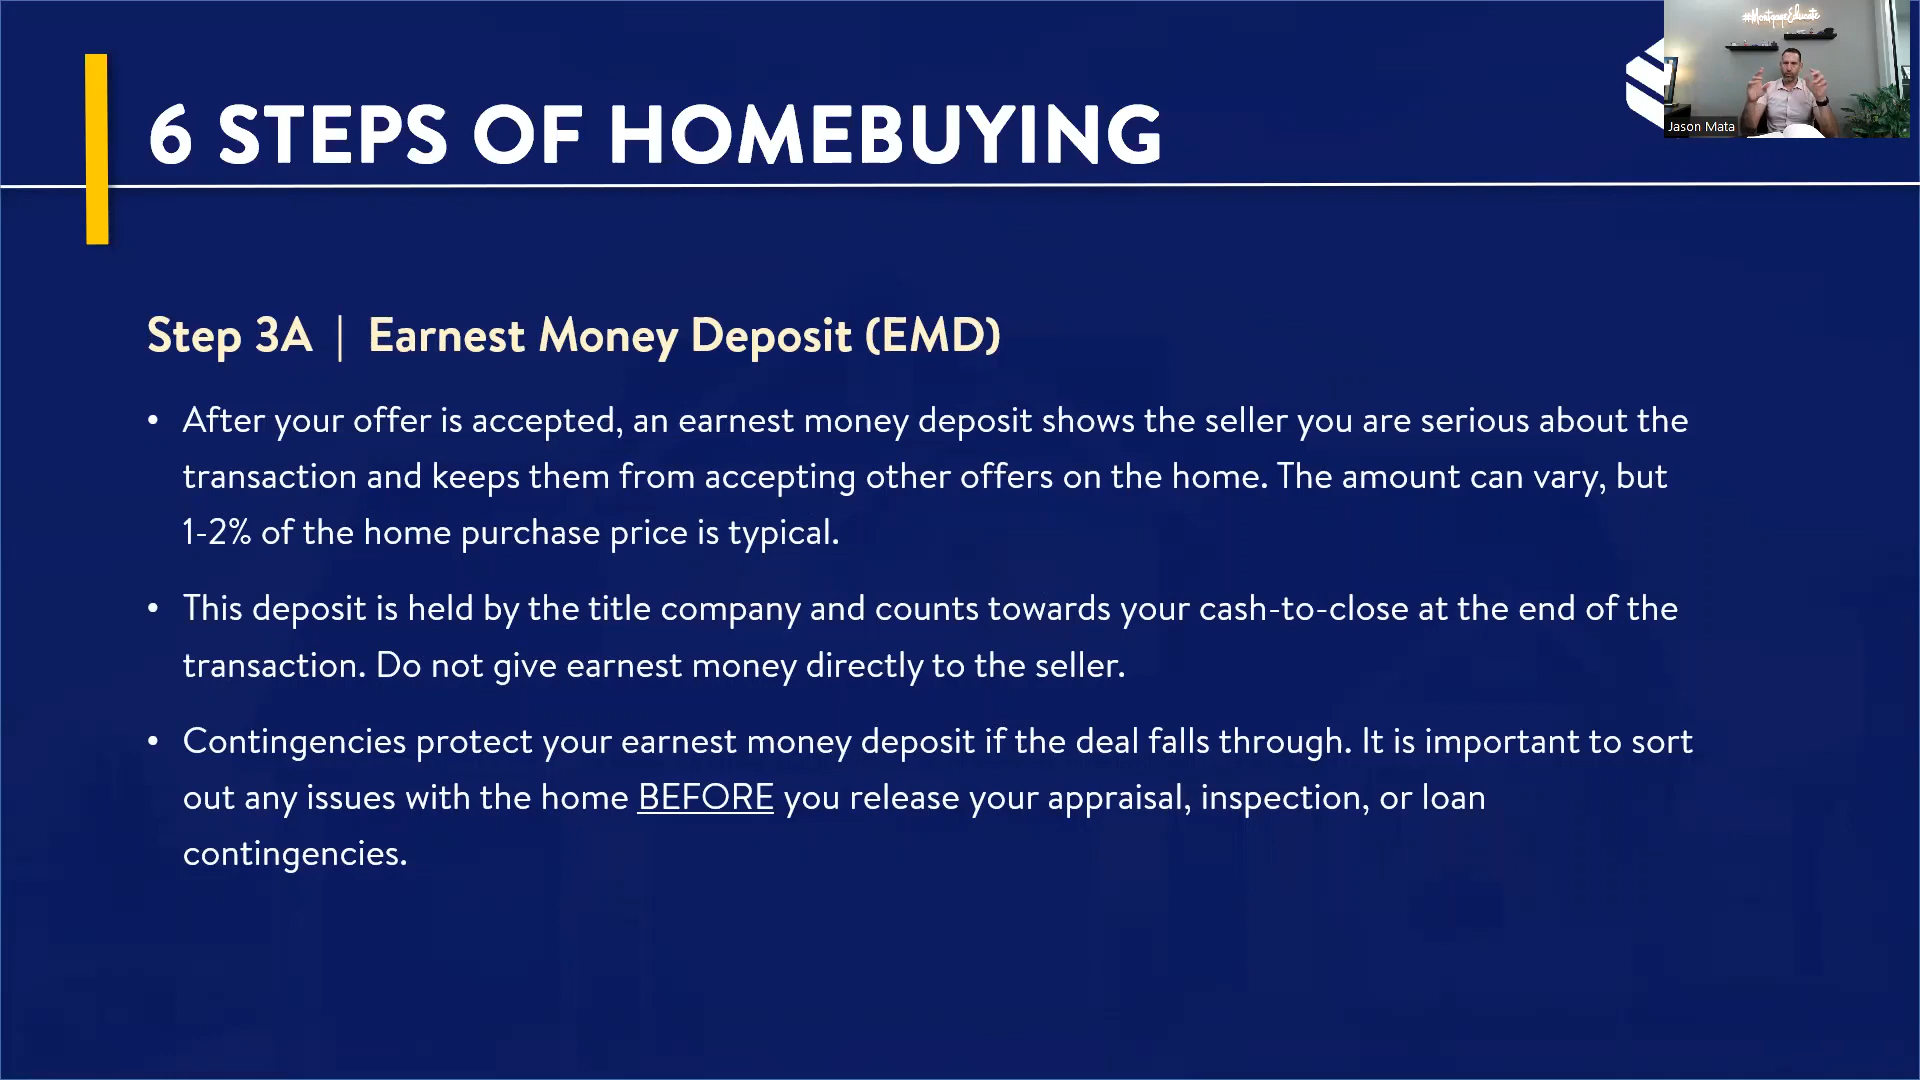 #MortgageEducate
Jason Mata
6 STEPS OF HOMEBUYING
Step 3A | Earnest Money Deposit (EMD)
• After your offer is accepted, an earnest money deposit shows the seller you are serious about the
transaction and keeps them from accepting other offers on the home. The amount can vary, but
1-2% of the home purchase price is typical.
• This deposit is held by the title company and counts towards your cash-to-close at the end of the
transaction. Do not give earnest money directly to the seller.
• Contingencies protect your earnest money deposit if the deal falls through. It is important to sort
out any issues with the home BEFORE you release your appraisal, inspection, or loan
contingencies.